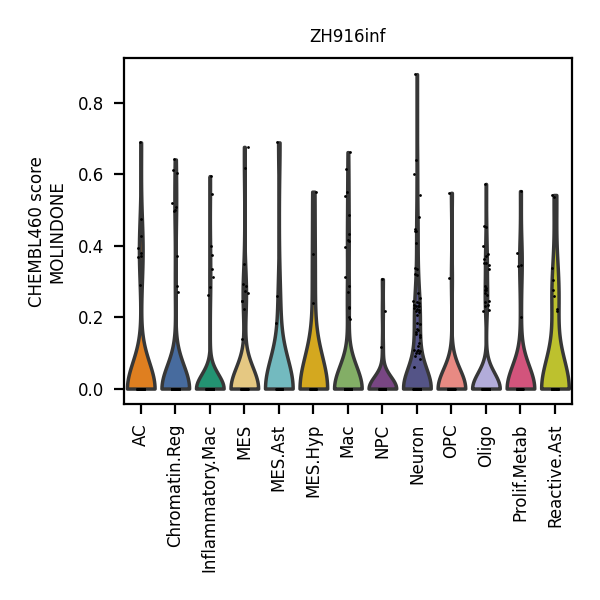 ZH916inf
CHEMBL460 score
MOLINDONE
0.8
0.6
0.4
0.2
0.0
AC
Chromatin.Reg
Inflammatory.Mac
MES
MES.Ast
MES.Hyp
Mac
NPC
Neuron
OPC
Oligo
Prolif.Metab
Reactive.Ast